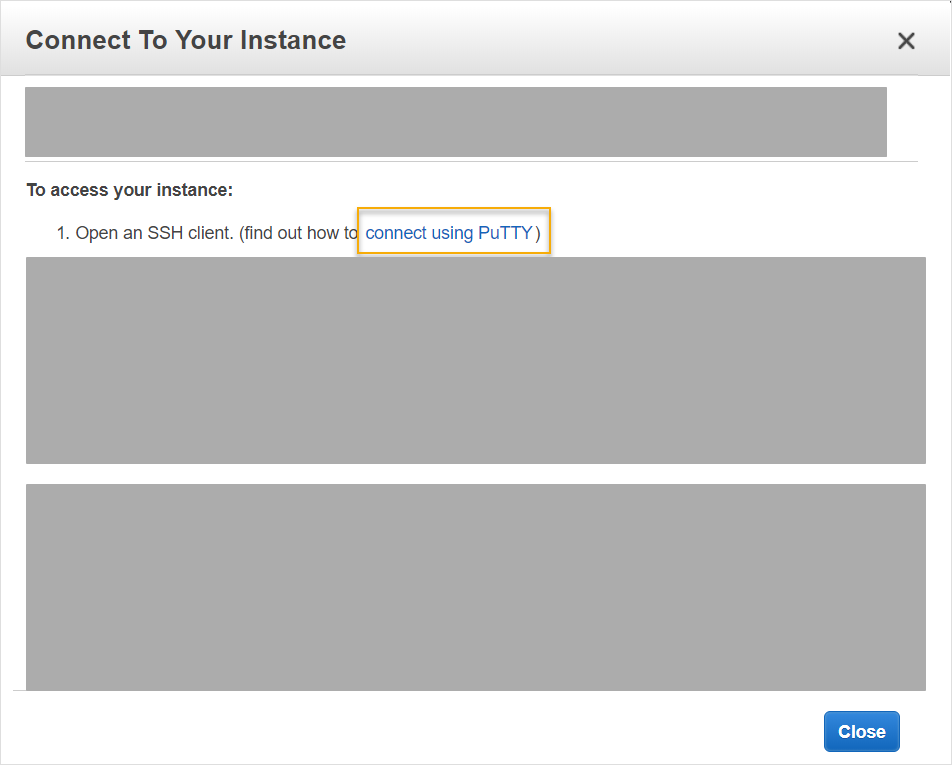 Connect To Your Instance
To access your instance:
1. Open an SSH client. (find out how to connect using PuTTY)
Close